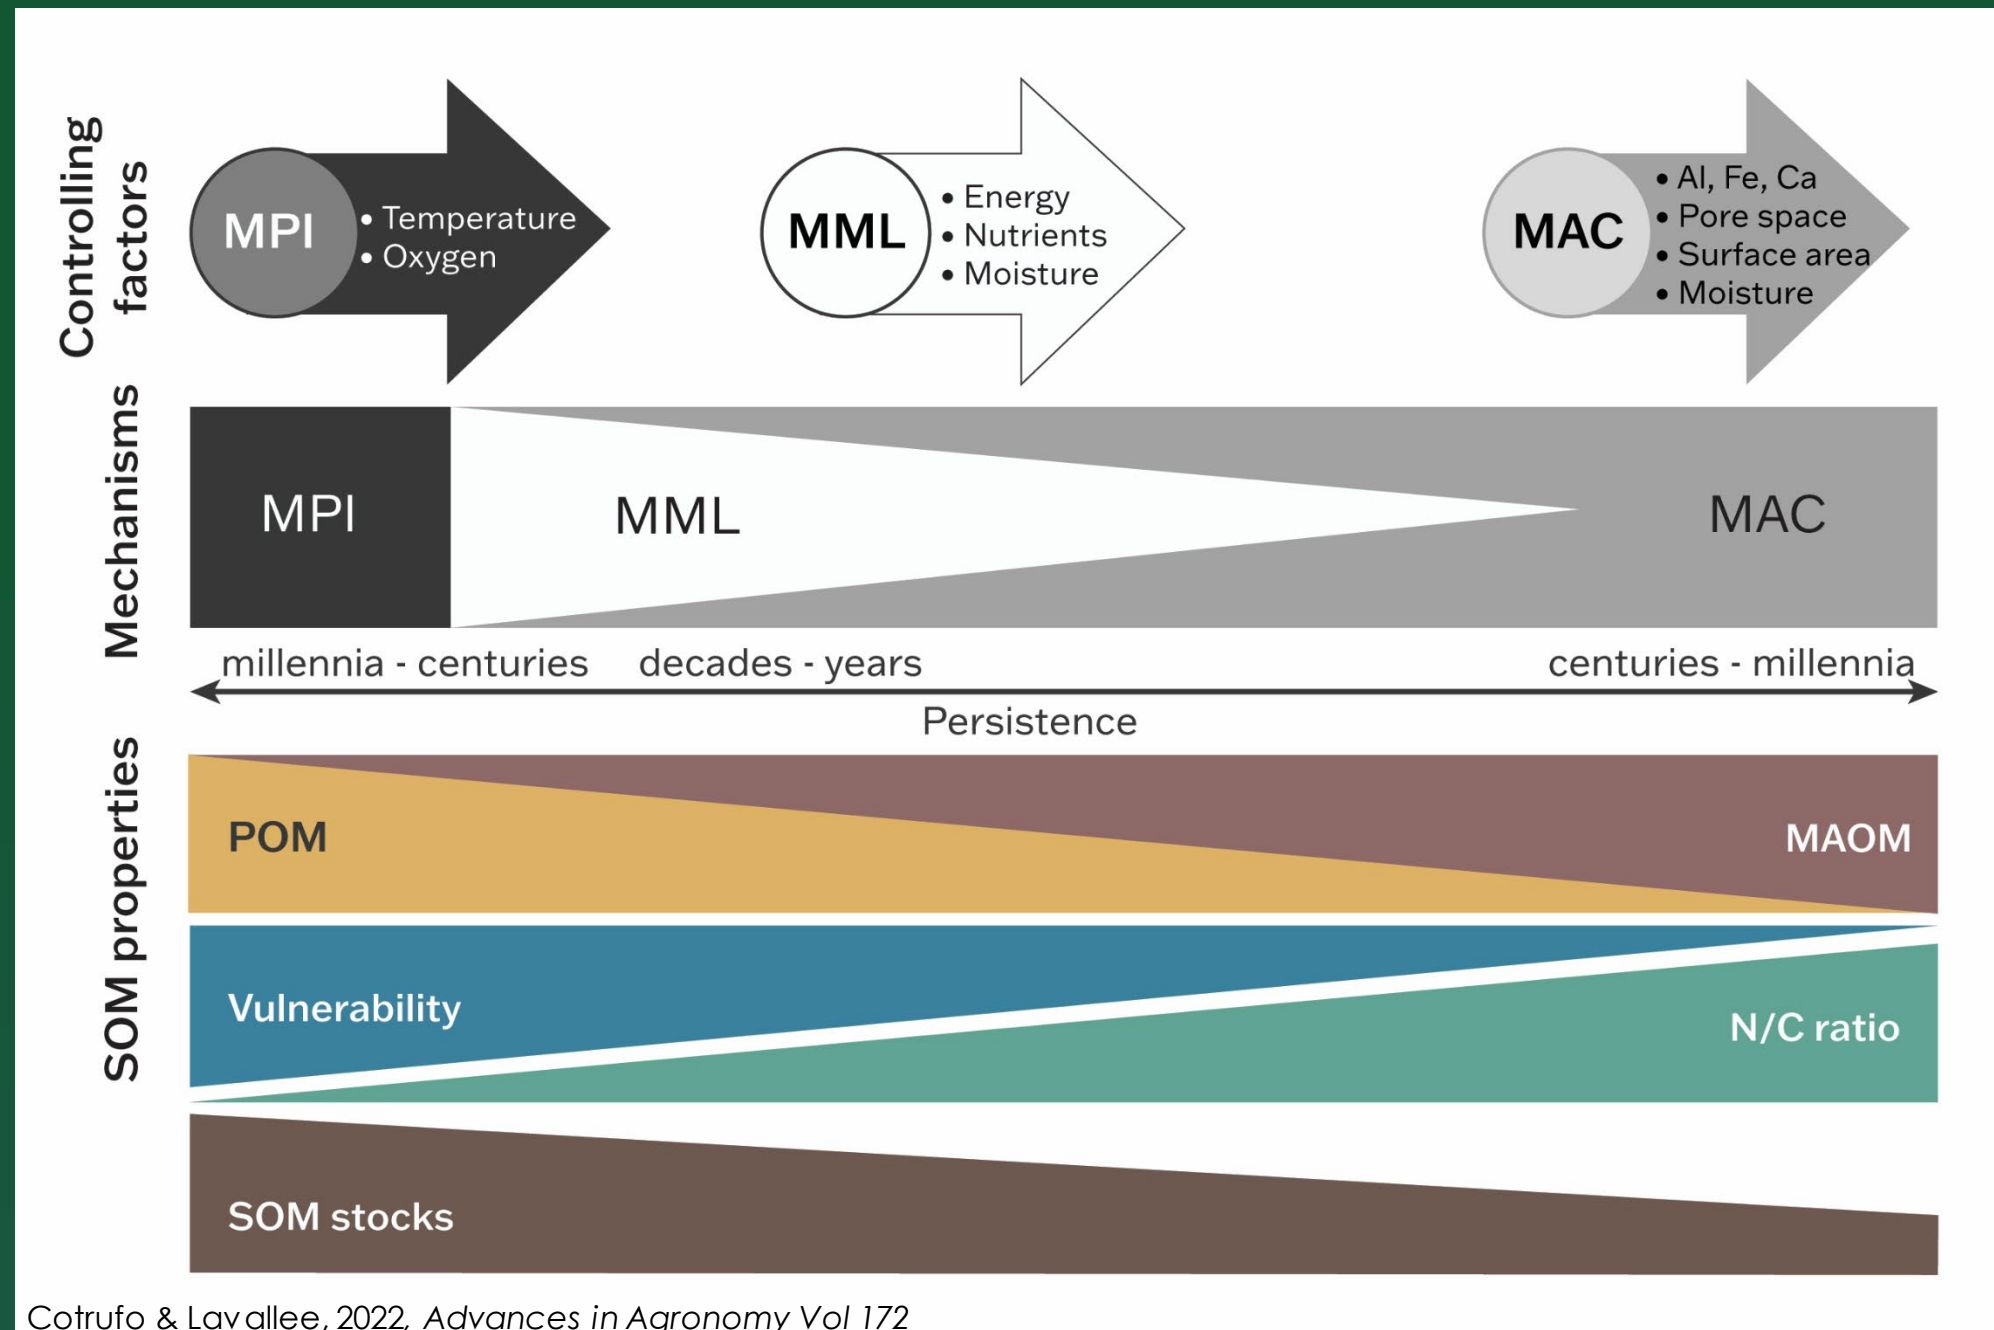 Controlling
factors
MPI
• Temperature
• Oxygen
MML
• Energy
• Nutrients
• Moisture
MAC
• Al, Fe, Ca
• Pore space
• Surface area
• Moisture
Mechanisms
MPI
MML
MAC
millennia - centuries
decades - years
centuries - millennia
Persistence
SOM properties
POM
MAOM
Vulnerability
N/C ratio
SOM stocks
Cotrufo & Lavallee, 2022, Advances in Agronomy Vol 172